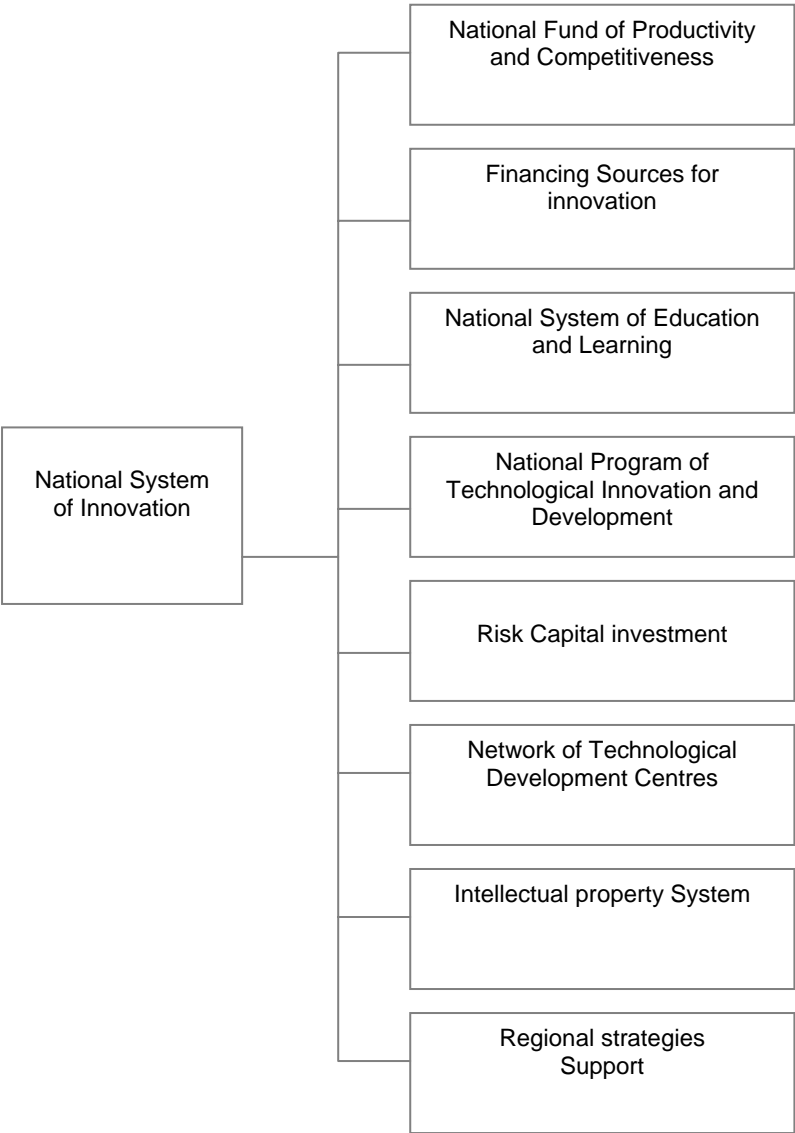 National Fund of Productivity
and Competitiveness
Financing Sources for
innovation
National System of Education
and Learning
National System
of Innovation
National Program of
Technological Innovation and
Development
Risk Capital investment
Network of Technological
Development Centres
Intellectual property System
Regional strategies
Support